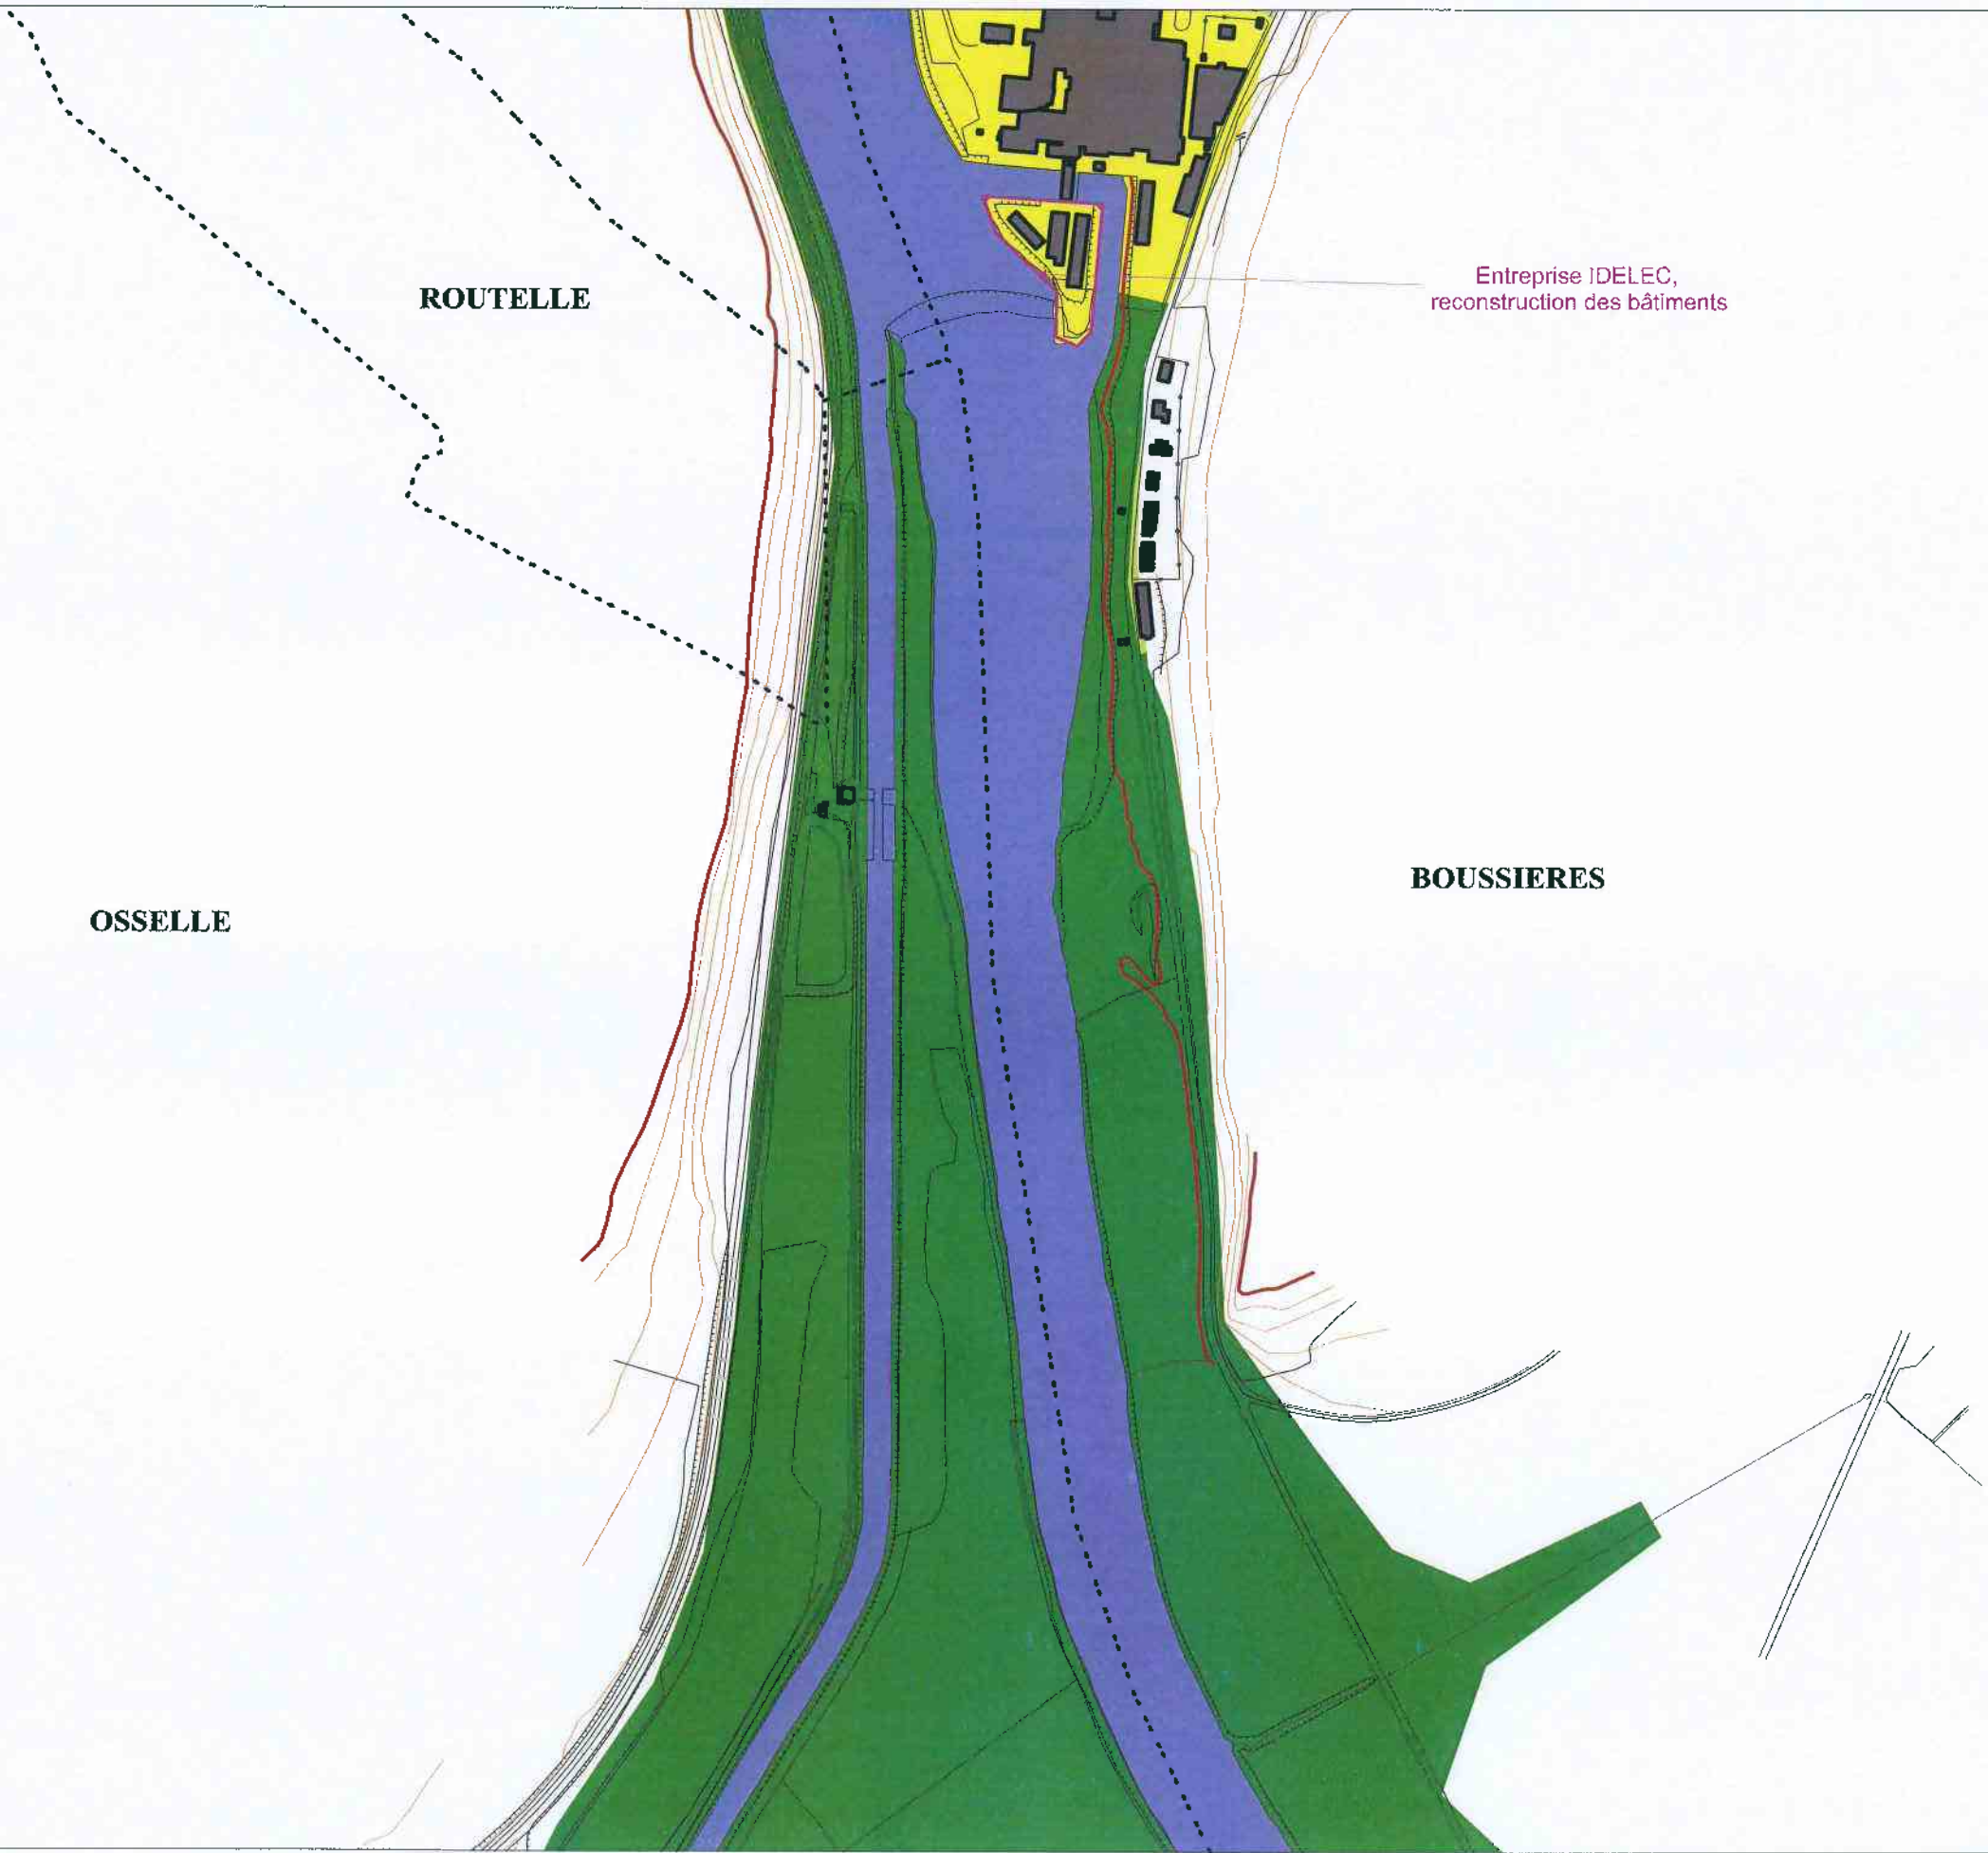 ROUTELLE
Entreprise IDELEC,
reconstruction des bâtiments
BOUSSIERES
OSSELLE